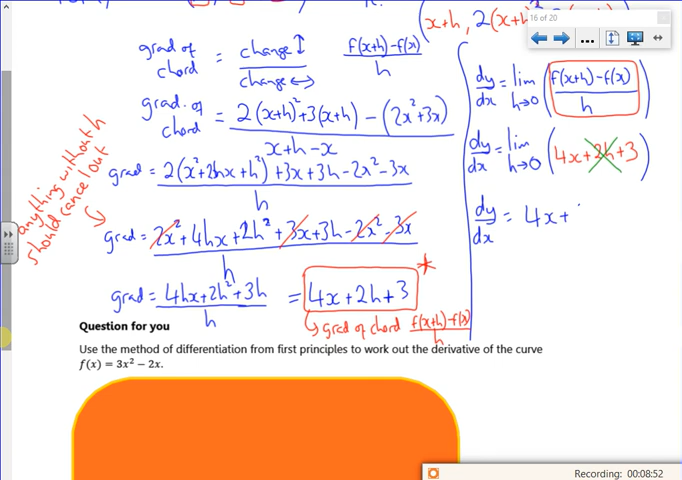 (x+h, 2(x+h)²
16 of 20
grad of chord = change↕ / change↔ f(x+h)-f(x) / h
grad. of chord = 2(x+h)²+3(x+h) - (2x²+3x) / x+h-x
grad = 2(x²+2hx+h²)+3x+3h-2x²-3x / h
anything without h
should cancel out
grad = 2x²+4hx+2h²+3x+3h-2x²-3x / h
grad = 4hx+2h²+3h / h = 4x+2h+3 *
↳ grad of chord f(x+h)-f(x) / h
dy/dx = lim h→0 (f(x+h)-f(x) / h)
dy/dx = lim h→0 (4x+2h+3)
dy/dx = 4x+
Question for you
Use the method of differentiation from first principles to work out the derivative of the curve
f(x) = 3x² − 2x.
Recording: 00:08:52